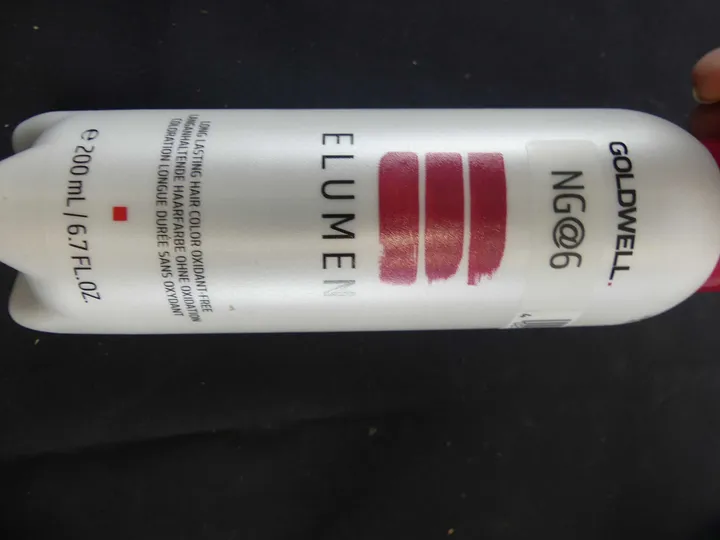 GOLDWELL.
NG@6
4
ELUMEN
LONG LASTING HAIR COLOR OXIDANT-FREE
LANGANHALTENDE HAARFARBE OHNE OXIDATION
COLORATION LONGUE DURÉE SANS OXYDANT
℮ 200 mL / 6.7 FL.OZ.